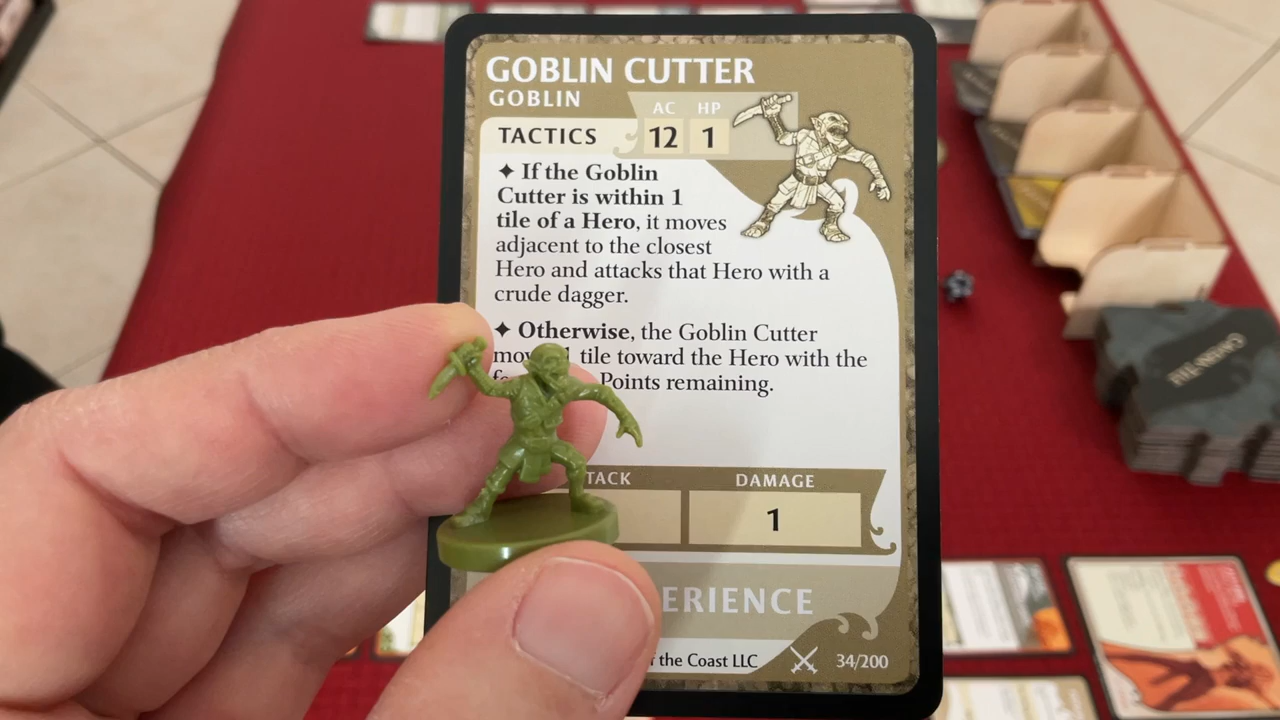 GOBLIN CUTTER
GOBLIN
AC HP
TACTICS 12 1
✦ If the Goblin
Cutter is within 1
tile of a Hero, it moves
adjacent to the closest
Hero and attacks that Hero with a
crude dagger.
✦ Otherwise, the Goblin Cutter
1 tile toward the Hero with the
Points remaining.
TACK DAMAGE
1
ERIENCE
the Coast LLC 34/200